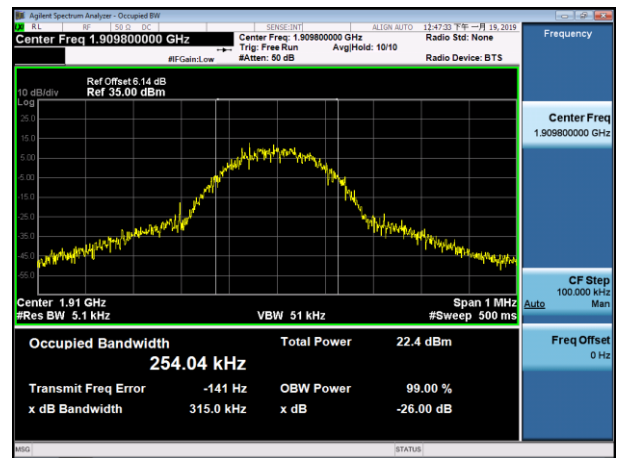 Agilent Spectrum Analyzer - Occupied BW
RL RF 50 Ω DC SENSE:INT ALIGN AUTO 12:47:33 下午 一月 19, 2019
Center Freq 1.909800000 GHz
Center Freq: 1.909800000 GHz
Radio Std: None
Trig: Free Run Avg|Hold: 10/10
#IFGain:Low #Atten: 50 dB Radio Device: BTS
Frequency
Ref Offset 6.14 dB
10 dB/div Ref 35.00 dBm
Log
25.0
15.0
5.00
-5.00
-15.0
-25.0
-35.0
-45.0
-55.0
Center Freq
1.909800000 GHz
Center 1.91 GHz Span 1 MHz
#Res BW 5.1 kHz VBW 51 kHz #Sweep 500 ms
CF Step
100.000 kHz
Auto Man
Occupied Bandwidth Total Power 22.4 dBm
254.04 kHz
Transmit Freq Error -141 Hz OBW Power 99.00 %
x dB Bandwidth 315.0 kHz x dB -26.00 dB
Freq Offset
0 Hz
MSG STATUS